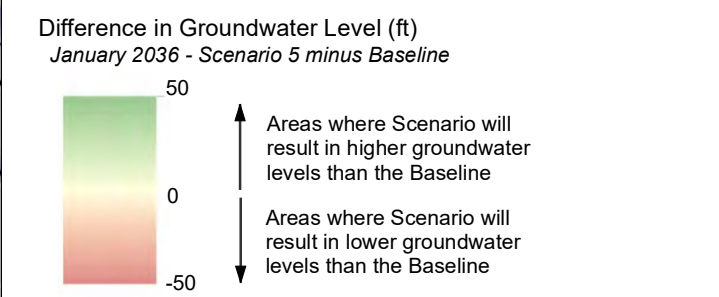 Difference in Groundwater Level (ft)
January 2036 - Scenario 5 minus Baseline
50
Areas where Scenario will
result in higher groundwater
levels than the Baseline
0
Areas where Scenario will
result in lower groundwater
levels than the Baseline
-50